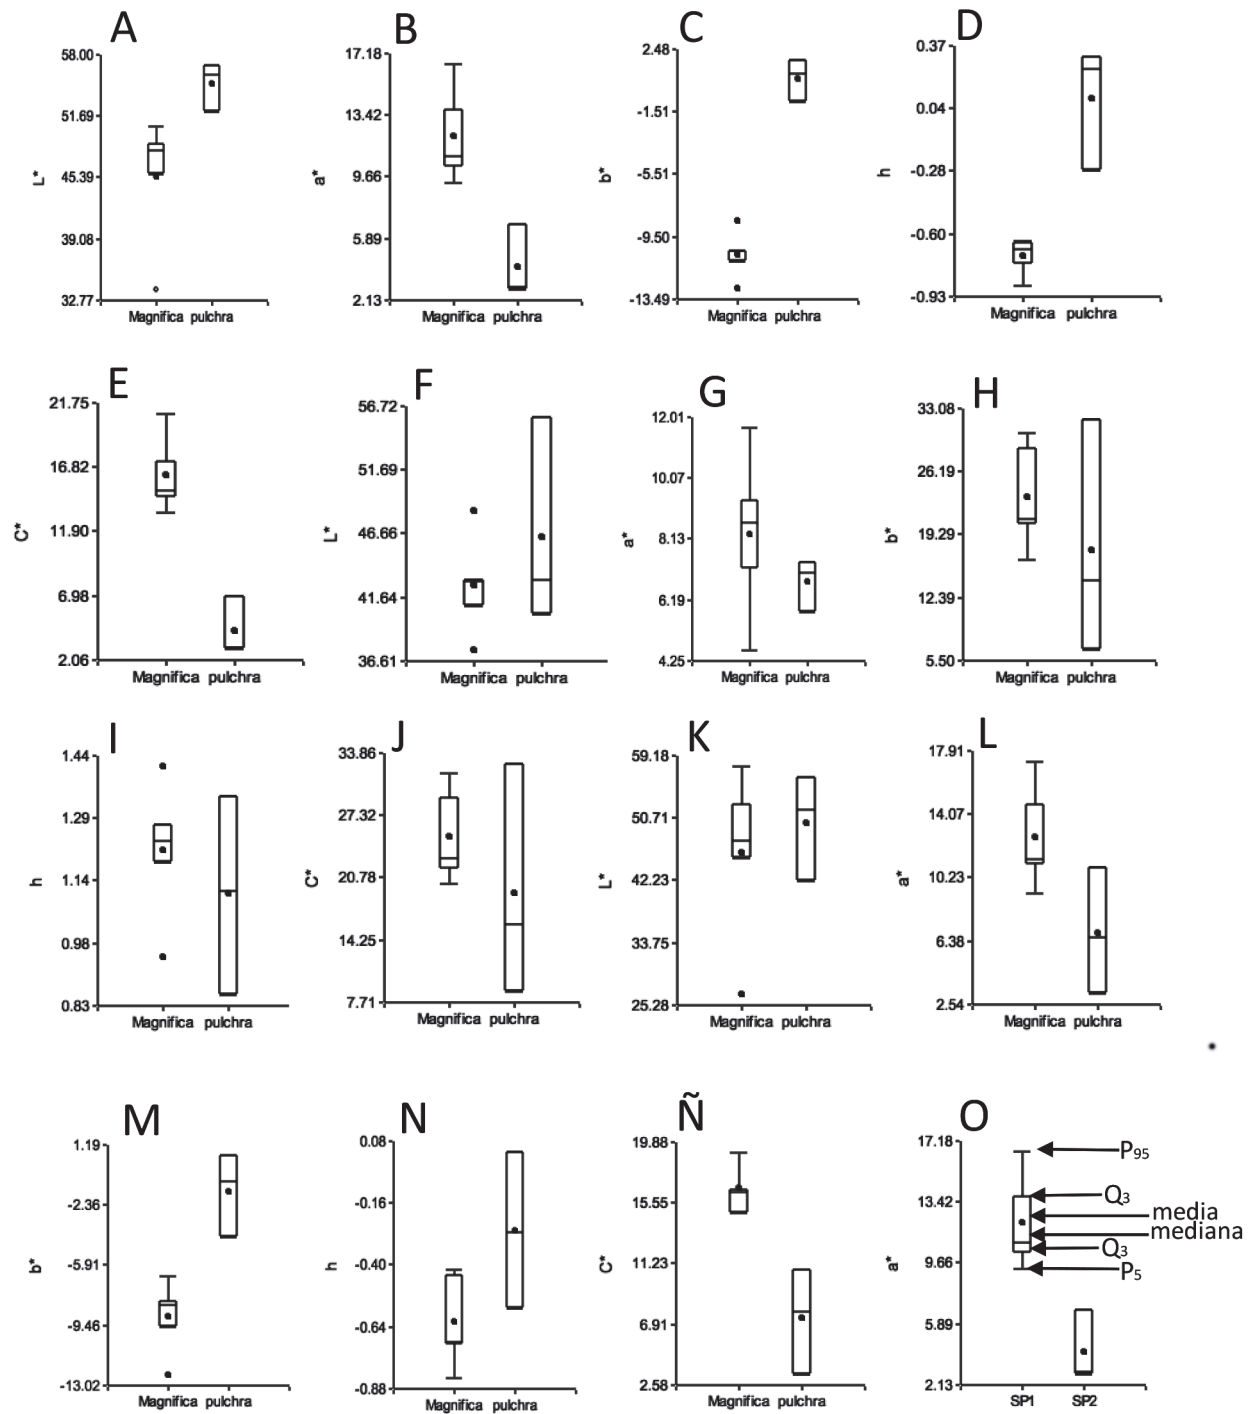 A
58.00
51.69
45.39
39.08
32.77
L*
Magnifica pulchra
B
17.18
13.42
9.66
5.89
2.13
a*
Magnifica pulchra
C
2.48
-1.51
-5.51
-9.50
-13.49
b*
Magnifica pulchra
D
0.37
0.04
-0.28
-0.60
-0.93
h
Magnifica pulchra
E
21.75
16.82
11.90
6.98
2.06
C*
Magnifica pulchra
F
56.72
51.69
46.66
41.64
36.61
L*
Magnifica pulchra
G
12.01
10.07
8.13
6.19
4.25
a*
Magnifica pulchra
H
33.08
26.19
19.29
12.39
5.50
b*
Magnifica pulchra
I
1.44
1.29
1.14
0.98
0.83
h
Magnifica pulchra
J
33.86
27.32
20.78
14.25
7.71
C*
Magnifica pulchra
K
59.18
50.71
42.23
33.75
25.28
L*
Magnifica pulchra
L
17.91
14.07
10.23
6.38
2.54
a*
Magnifica pulchra
M
1.19
-2.36
-5.91
-9.46
-13.02
b*
Magnifica pulchra
N
0.08
-0.16
-0.40
-0.64
-0.88
h
Magnifica pulchra
Ñ
19.88
15.55
11.23
6.91
2.58
C*
Magnifica pulchra
O
17.18
13.42
9.66
5.89
2.13
a*
P95
Q3
media
mediana
Q3
P5
SP1 SP2